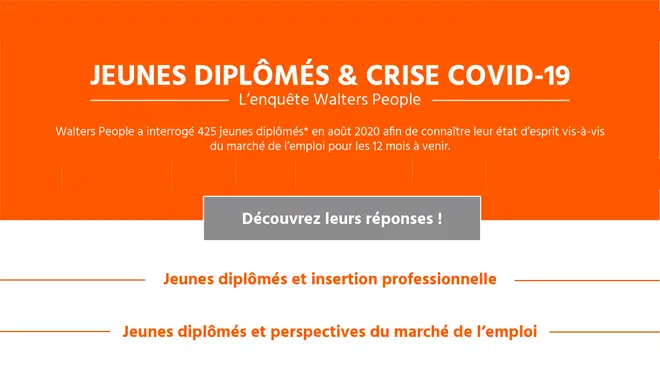 JEUNES DIPLÔMÉS & CRISE COVID-19
L’enquête Walters People
Walters People a interrogé 425 jeunes diplômés* en août 2020 afin de connaître leur état d’esprit vis-à-vis
du marché de l’emploi pour les 12 mois à venir.
Découvrez leurs réponses !
Jeunes diplômés et insertion professionnelle
Jeunes diplômés et perspectives du marché de l’emploi